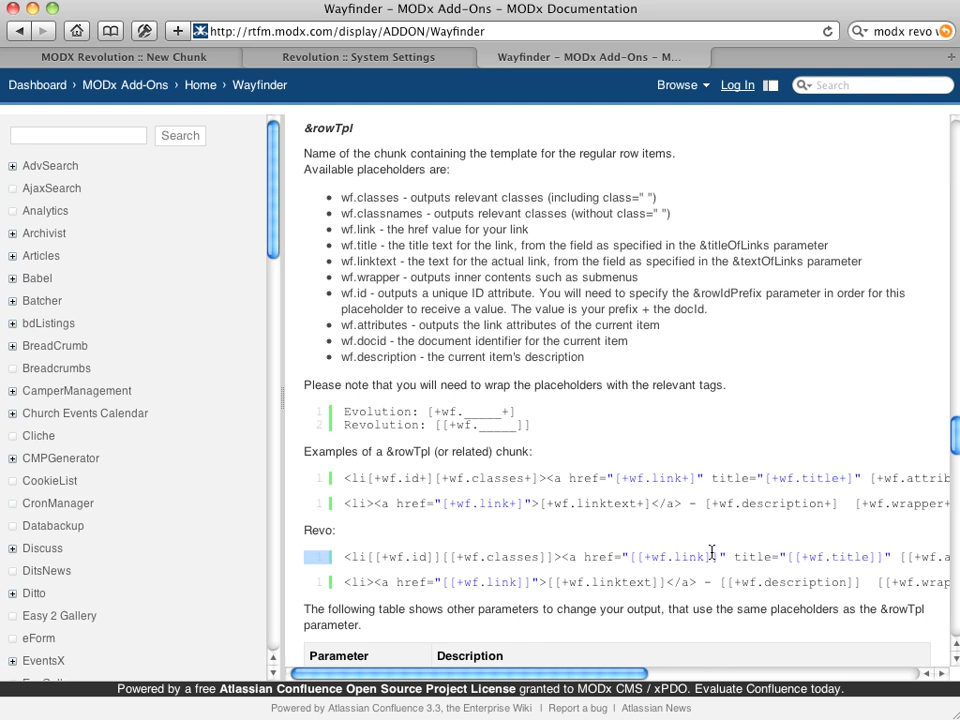 Wayfinder – MODx Add-Ons – MODx Documentation
http://rtfm.modx.com/display/ADDON/Wayfinder
modx revo
MODX Revolution :: New Chunk
Revolution :: System Settings
Wayfinder – MODx Add-Ons – M...
Dashboard › MODx Add-Ons › Home › Wayfinder
Browse
Log In
Search
Search
AdvSearch
AjaxSearch
Analytics
Archivist
Articles
Babel
Batcher
bdListings
BreadCrumb
Breadcrumbs
CamperManagement
Church Events Calendar
Cliche
CMPGenerator
CookieList
CronManager
Databackup
Discuss
DitsNews
Ditto
Easy 2 Gallery
eForm
EventsX
&rowTpl
Name of the chunk containing the template for the regular row items.
Available placeholders are:
• wf.classes - outputs relevant classes (including class=" ")
• wf.classnames - outputs relevant classes (without class=" ")
• wf.link - the href value for your link
• wf.title - the title text for the link, from the field as specified in the &titleOfLinks parameter
• wf.linktext - the text for the actual link, from the field as specified in the &textOfLinks parameter
• wf.wrapper - outputs inner contents such as submenus
• wf.id - outputs a unique ID attribute. You will need to specify the &rowIdPrefix parameter in order for this
placeholder to receive a value. The value is your prefix + the docId.
• wf.attributes - outputs the link attributes of the current item
• wf.docid - the document identifier for the current item
• wf.description - the current item's description
Please note that you will need to wrap the placeholders with the relevant tags.
1 Evolution: [+wf._____+]
2 Revolution: [[+wf._____]]
Examples of a &rowTpl (or related) chunk:
1 <li[+wf.id+][+wf.classes+]><a href="[+wf.link+]" title="[+wf.title+]" [+wf.attrib
1 <li><a href="[+wf.link+]">[+wf.linktext+]</a> - [+wf.description+] [+wf.wrapper+
Revo:
1 <li[[+wf.id]][[+wf.classes]]><a href="[[+wf.link]]" title="[[+wf.title]]" [[+wf.a
1 <li><a href="[[+wf.link]]">[[+wf.linktext]]</a> - [[+wf.description]] [[+wf.wrap
The following table shows other parameters to change your output, that use the same placeholders as the &rowTpl
parameter.
Parameter Description
Powered by a free Atlassian Confluence Open Source Project License granted to MODx CMS / xPDO. Evaluate Confluence today.
Powered by Atlassian Confluence 3.3, the Enterprise Wiki | Report a bug | Atlassian News